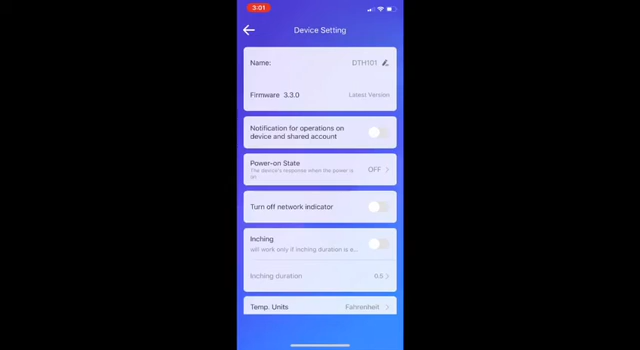 3:01
Device Setting
Name: DTH101
Firmware 3.3.0 Latest Version
Notification for operations on
device and shared account
Power-on State
The device's response when the power is
on
OFF
Turn off network indicator
Inching
will work only if inching duration is e...
Inching duration 0.5
Temp. Units Fahrenheit